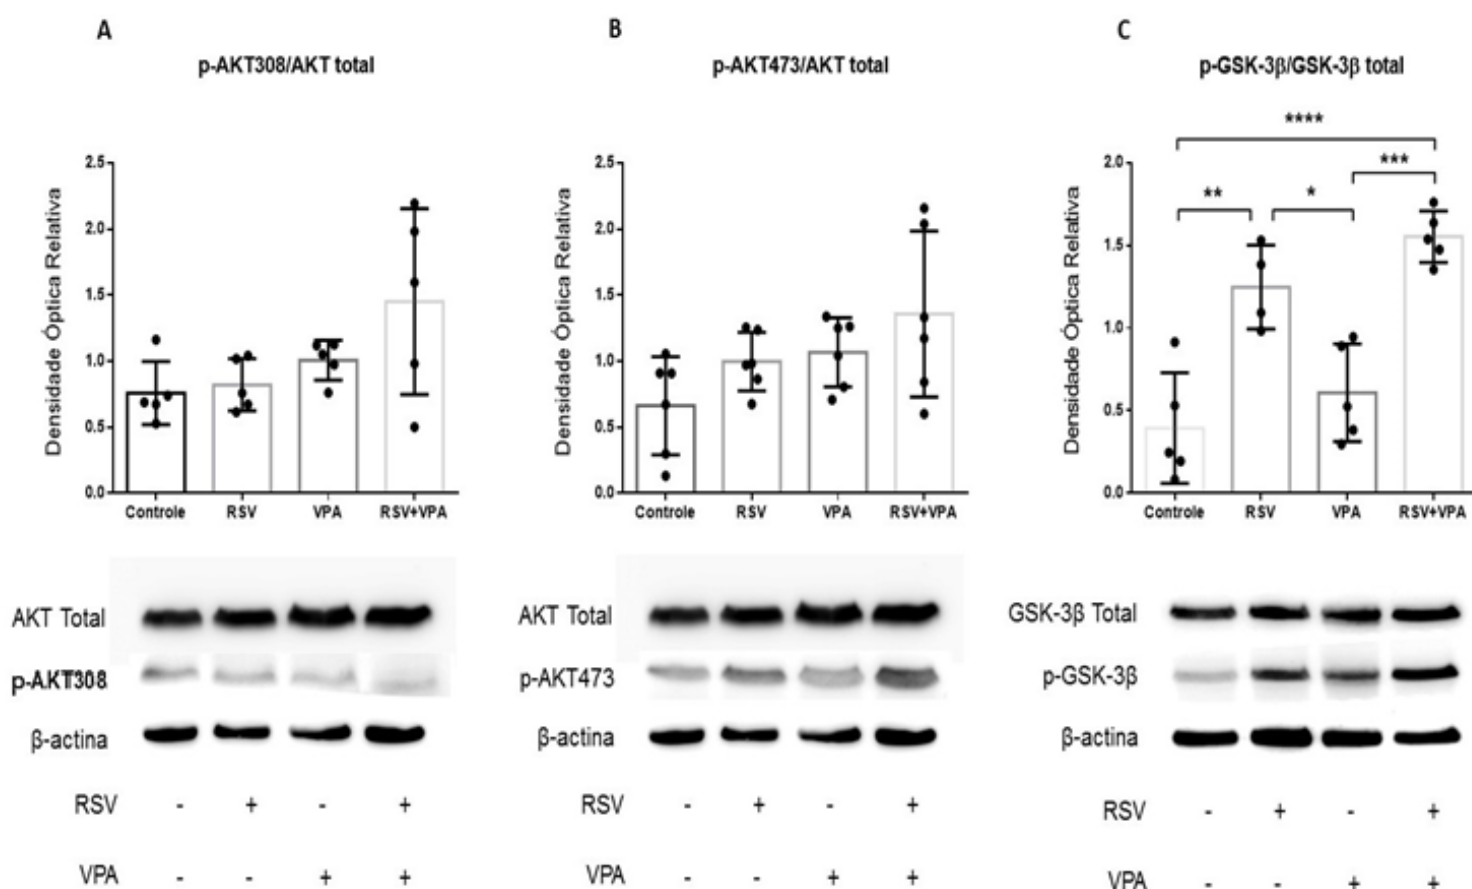 A
p-AKT308/AKT total
Densidade Óptica Relativa
2.5
2.0
1.5
1.0
0.5
0.0
Controle RSV VPA RSV+VPA
AKT Total
p-AKT308
β-actina
RSV - + - +
VPA - - + +
B
p-AKT473/AKT total
Densidade Óptica Relativa
2.5
2.0
1.5
1.0
0.5
0.0
Controle RSV VPA RSV+VPA
AKT Total
p-AKT473
β-actina
RSV - + - +
VPA - - + +
C
p-GSK-3β/GSK-3β total
****
***
** *
Densidade Óptica Relativa
2.0
1.5
1.0
0.5
0.0
Controle RSV VPA RSV+VPA
GSK-3β Total
p-GSK-3β
β-actina
RSV - + - +
VPA - - + +